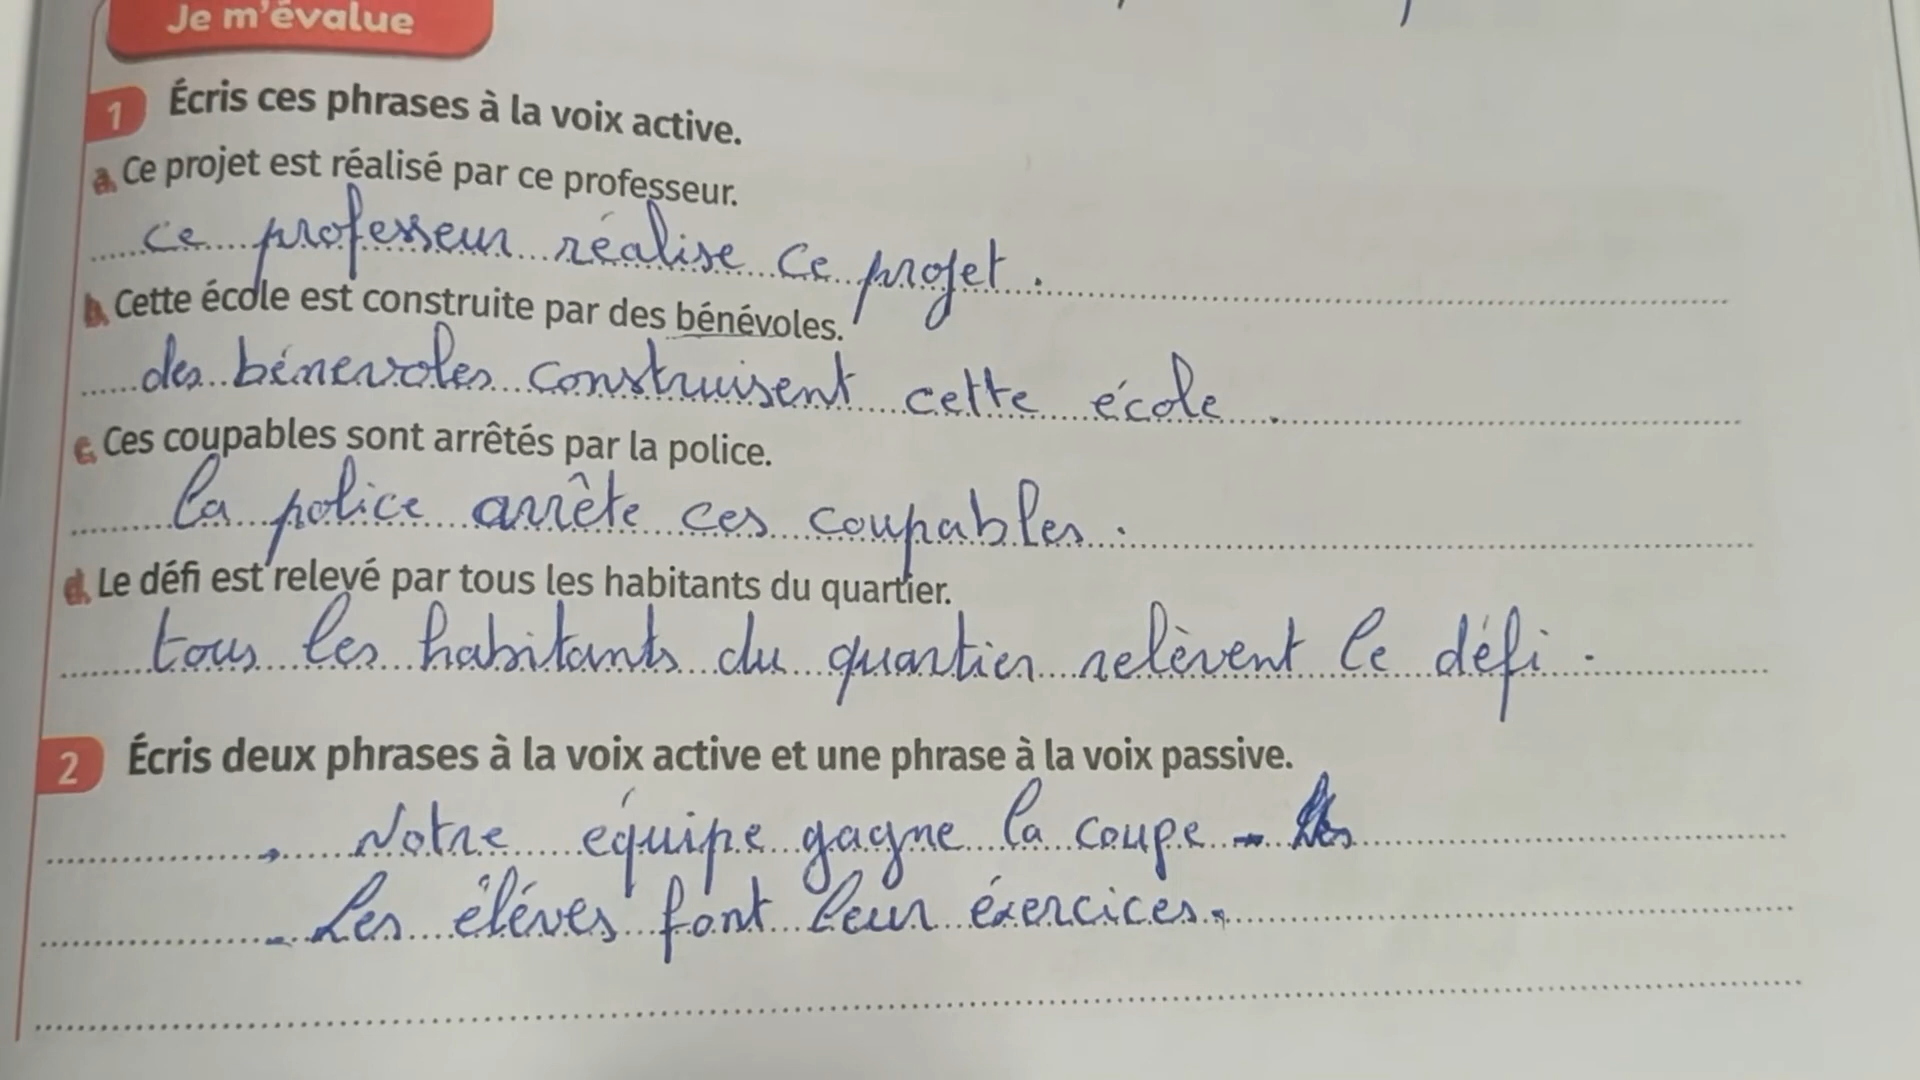 Je m'évalue
1 Écris ces phrases à la voix active.
a. Ce projet est réalisé par ce professeur.
ce professeur réalise ce projet.
b. Cette école est construite par des bénévoles.
des bénevoles construisent cette école.
c. Ces coupables sont arrêtés par la police.
la police arrête ces coupables.
d. Le défi est relevé par tous les habitants du quartier.
tous les habitants du quartier relèvent le défi.
2 Écris deux phrases à la voix active et une phrase à la voix passive.
Notre équipe gagne la coupe -
- Les éléves font leur éxercices.